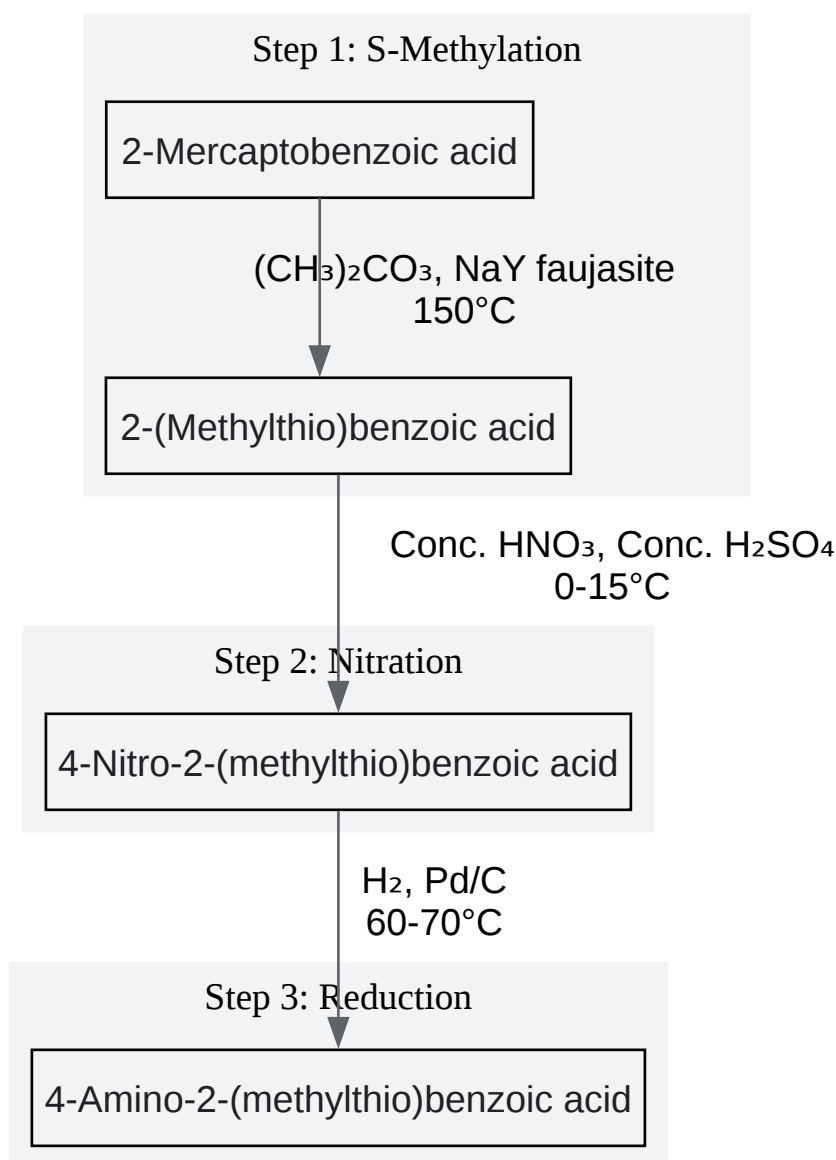 Step 1: S-Methylation
2-Mercaptobenzoic acid
(CH₃)₂CO₃, NaY faujasite
150°C
2-(Methylthio)benzoic acid
Conc. HNO₃, Conc. H₂SO₄
0-15°C
Step 2: Nitration
4-Nitro-2-(methylthio)benzoic acid
H₂, Pd/C
60-70°C
Step 3: Reduction
4-Amino-2-(methylthio)benzoic acid